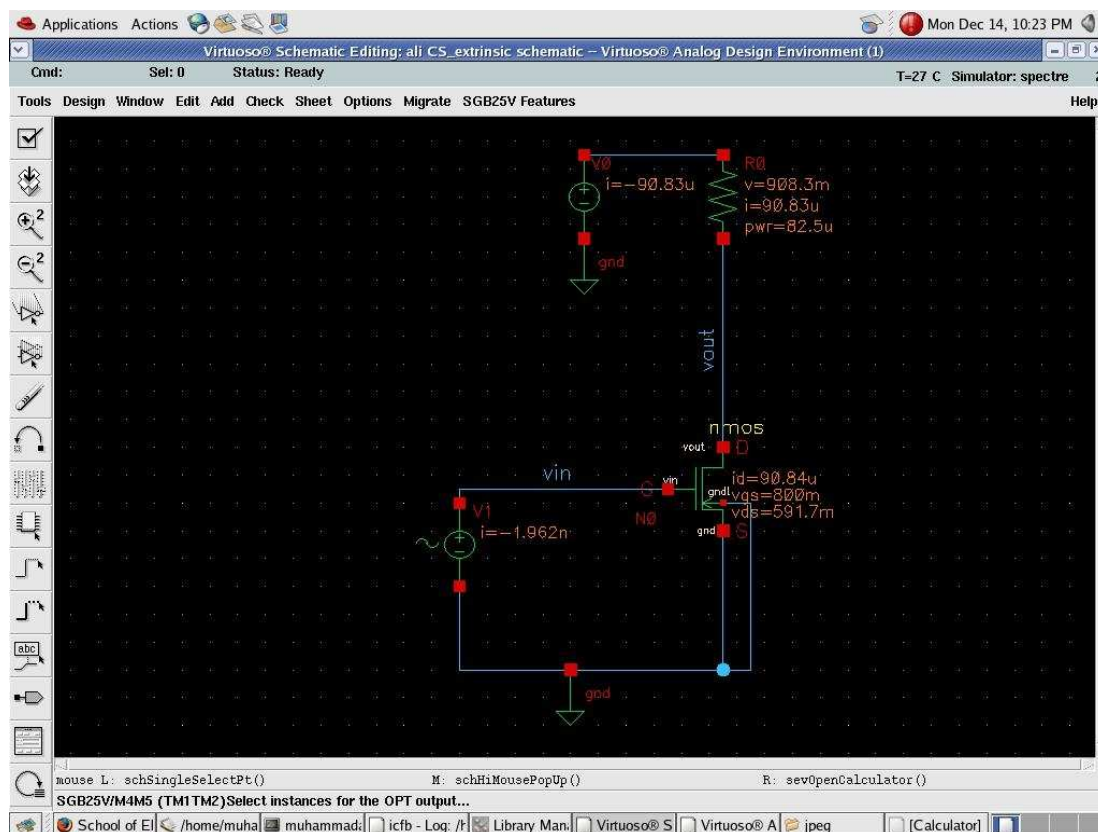 Applications Actions Mon Dec 14, 10:23 PM
Virtuoso® Schematic Editing: ali CS_extrinsic schematic – Virtuoso® Analog Design Environment (1)
Cmd: Sel: 0 Status: Ready T=27 C Simulator: spectre 2
Tools Design Window Edit Add Check Sheet Options Migrate SGB25V Features Help
V0
i=-90.83u
gnd
R0
v=908.3m
i=90.83u
pwr=82.5u
vout
nmos
vout D
vin
G vin
gndl
id=90.84u
vgs=800m
vds=591.7m
N0
gnd S
V1
i=-1.962n
gnd
abc
mouse L: schSingleSelectPt() M: schHiMousePopUp() R: sevOpenCalculator()
SGB25V/M4M5 (TM1TM2)Select instances for the OPT output...
School of El /home/muha muhammad icfb - Log: /h Library Man Virtuoso® S Virtuoso® A jpeg [Calculator]